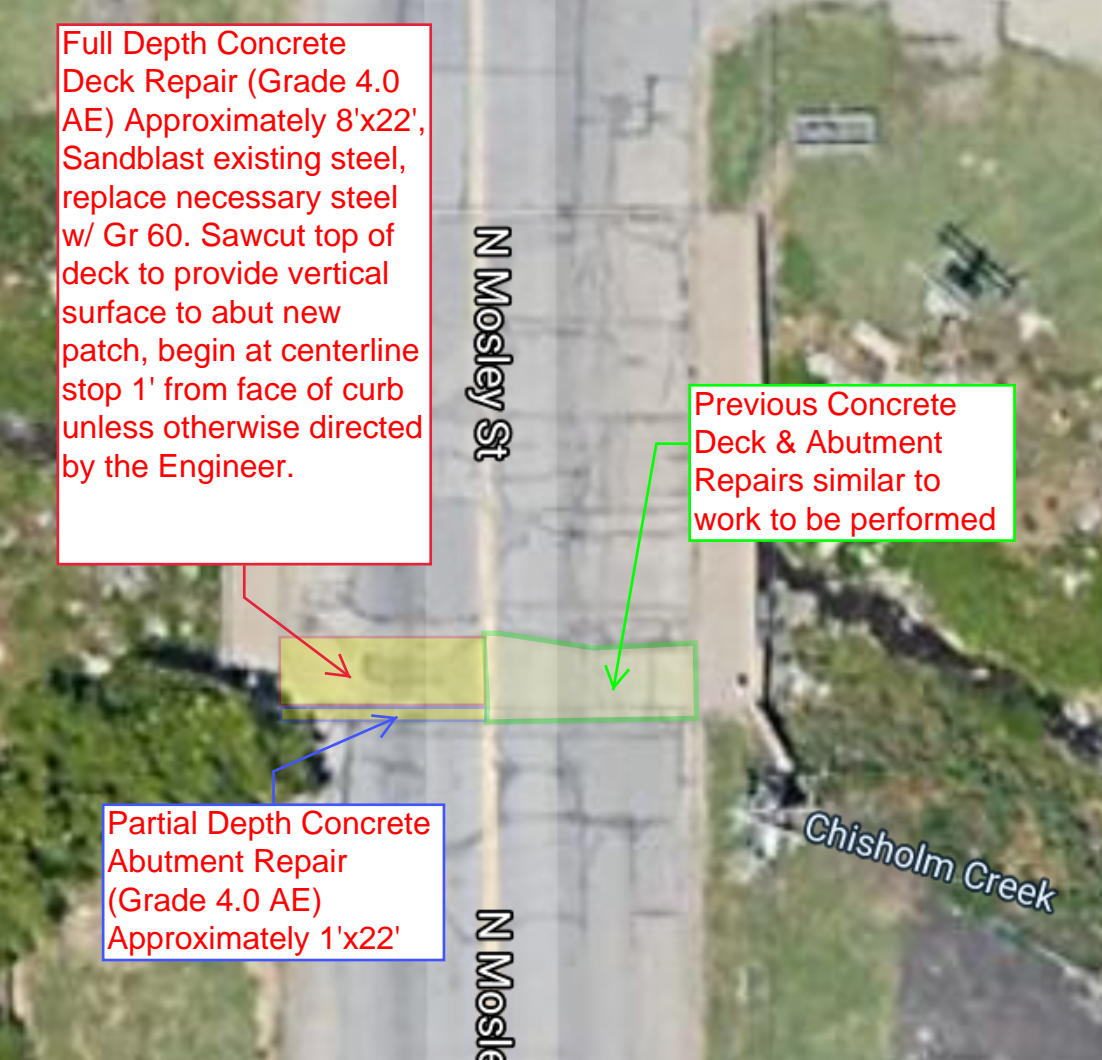 Full Depth Concrete
Deck Repair (Grade 4.0
AE) Approximately 8'x22',
Sandblast existing steel,
replace necessary steel
w/ Gr 60. Sawcut top of
deck to provide vertical
surface to abut new
patch, begin at centerline
stop 1' from face of curb
unless otherwise directed
by the Engineer.
N Mosley St
Previous Concrete
Deck & Abutment
Repairs similar to
work to be performed
Partial Depth Concrete
Abutment Repair
(Grade 4.0 AE)
Approximately 1'x22'
Chisholm Creek
N Mosle